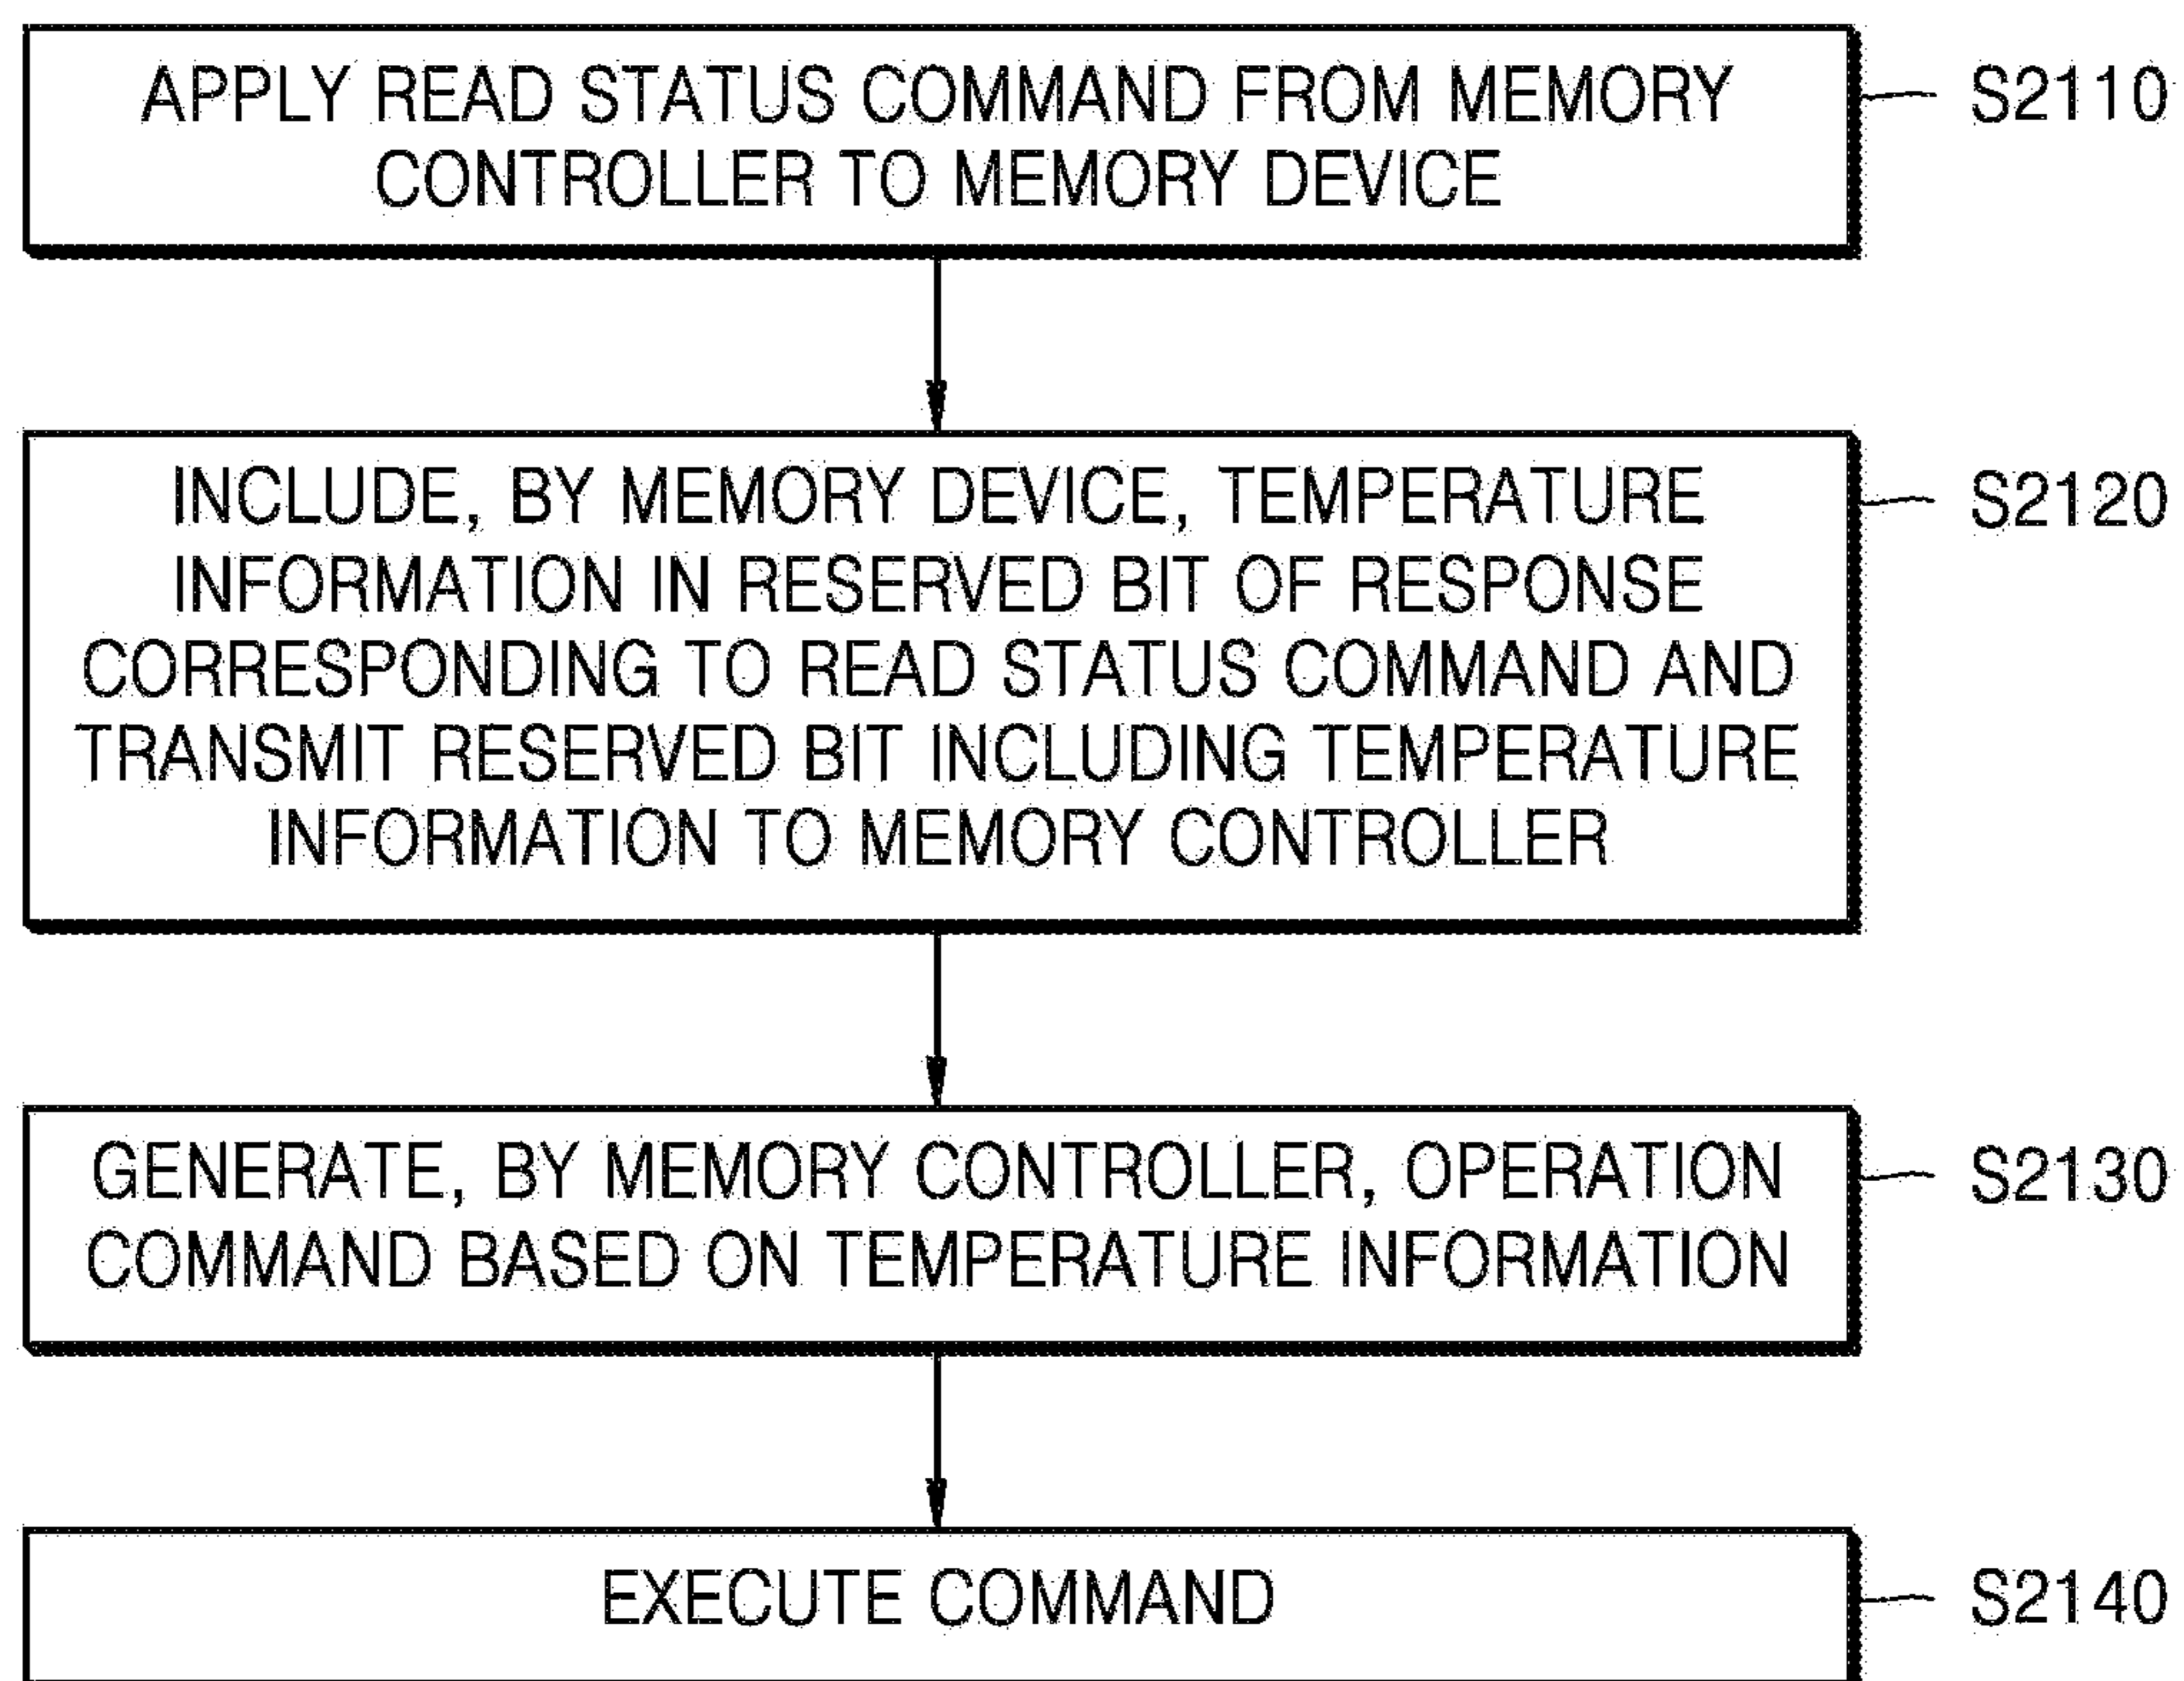 APPLY READ STATUS COMMAND FROM MEMORY
CONTROLLER TO MEMORY DEVICE
S2110
INCLUDE, BY MEMORY DEVICE, TEMPERATURE
INFORMATION IN RESERVED BIT OF RESPONSE
CORRESPONDING TO READ STATUS COMMAND AND
TRANSMIT RESERVED BIT INCLUDING TEMPERATURE
INFORMATION TO MEMORY CONTROLLER
S2120
GENERATE, BY MEMORY CONTROLLER, OPERATION
COMMAND BASED ON TEMPERATURE INFORMATION
S2130
EXECUTE COMMAND
S2140